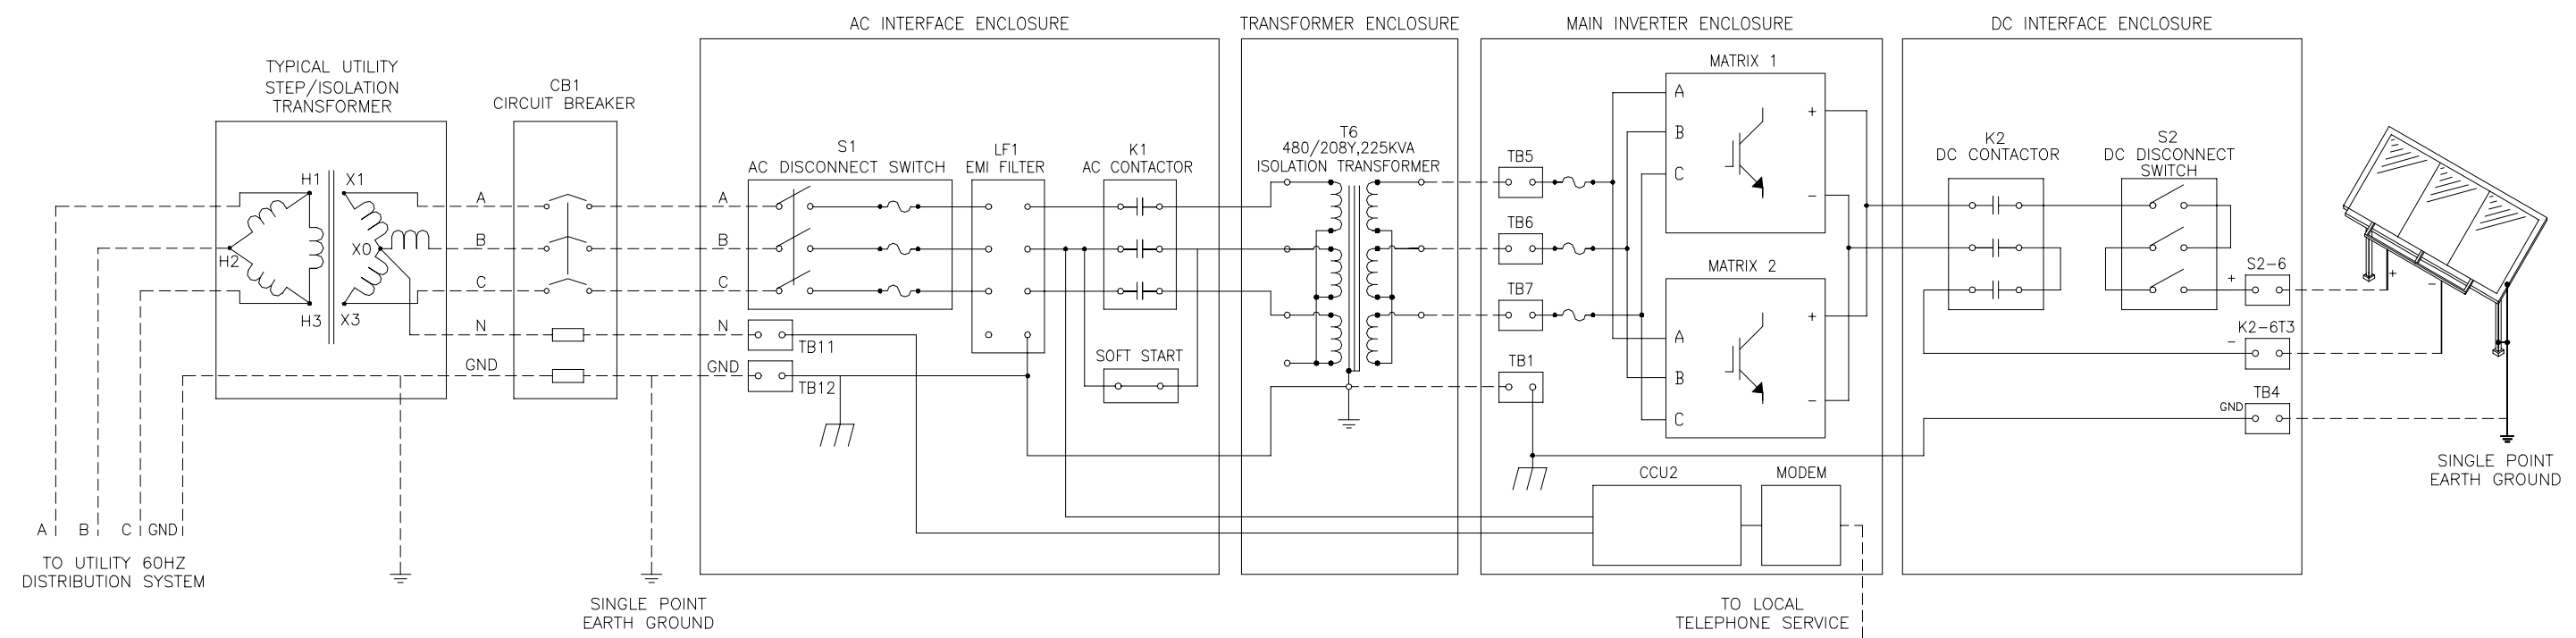 AC INTERFACE ENCLOSURE
TRANSFORMER ENCLOSURE
MAIN INVERTER ENCLOSURE
DC INTERFACE ENCLOSURE
TYPICAL UTILITY
STEP/ISOLATION
TRANSFORMER
H1
X1
H2
X0
H3
X3
CB1
CIRCUIT BREAKER
A
B
C
N
GND
A
B
C
N
GND
S1
AC DISCONNECT SWITCH
LF1
EMI FILTER
K1
AC CONTACTOR
TB11
TB12
SOFT START
T6
480/208Y,225KVA
ISOLATION TRANSFORMER
TB5
TB6
TB7
TB1
MATRIX 1
A
B
C
+
-
MATRIX 2
A
B
C
+
-
CCU2
MODEM
K2
DC CONTACTOR
S2
DC DISCONNECT
SWITCH
S2-6
+
K2-6T3
-
TB4
GND
+
-
SINGLE POINT
EARTH GROUND
A B C GND
TO UTILITY 60HZ
DISTRIBUTION SYSTEM
SINGLE POINT
EARTH GROUND
TO LOCAL
TELEPHONE SERVICE